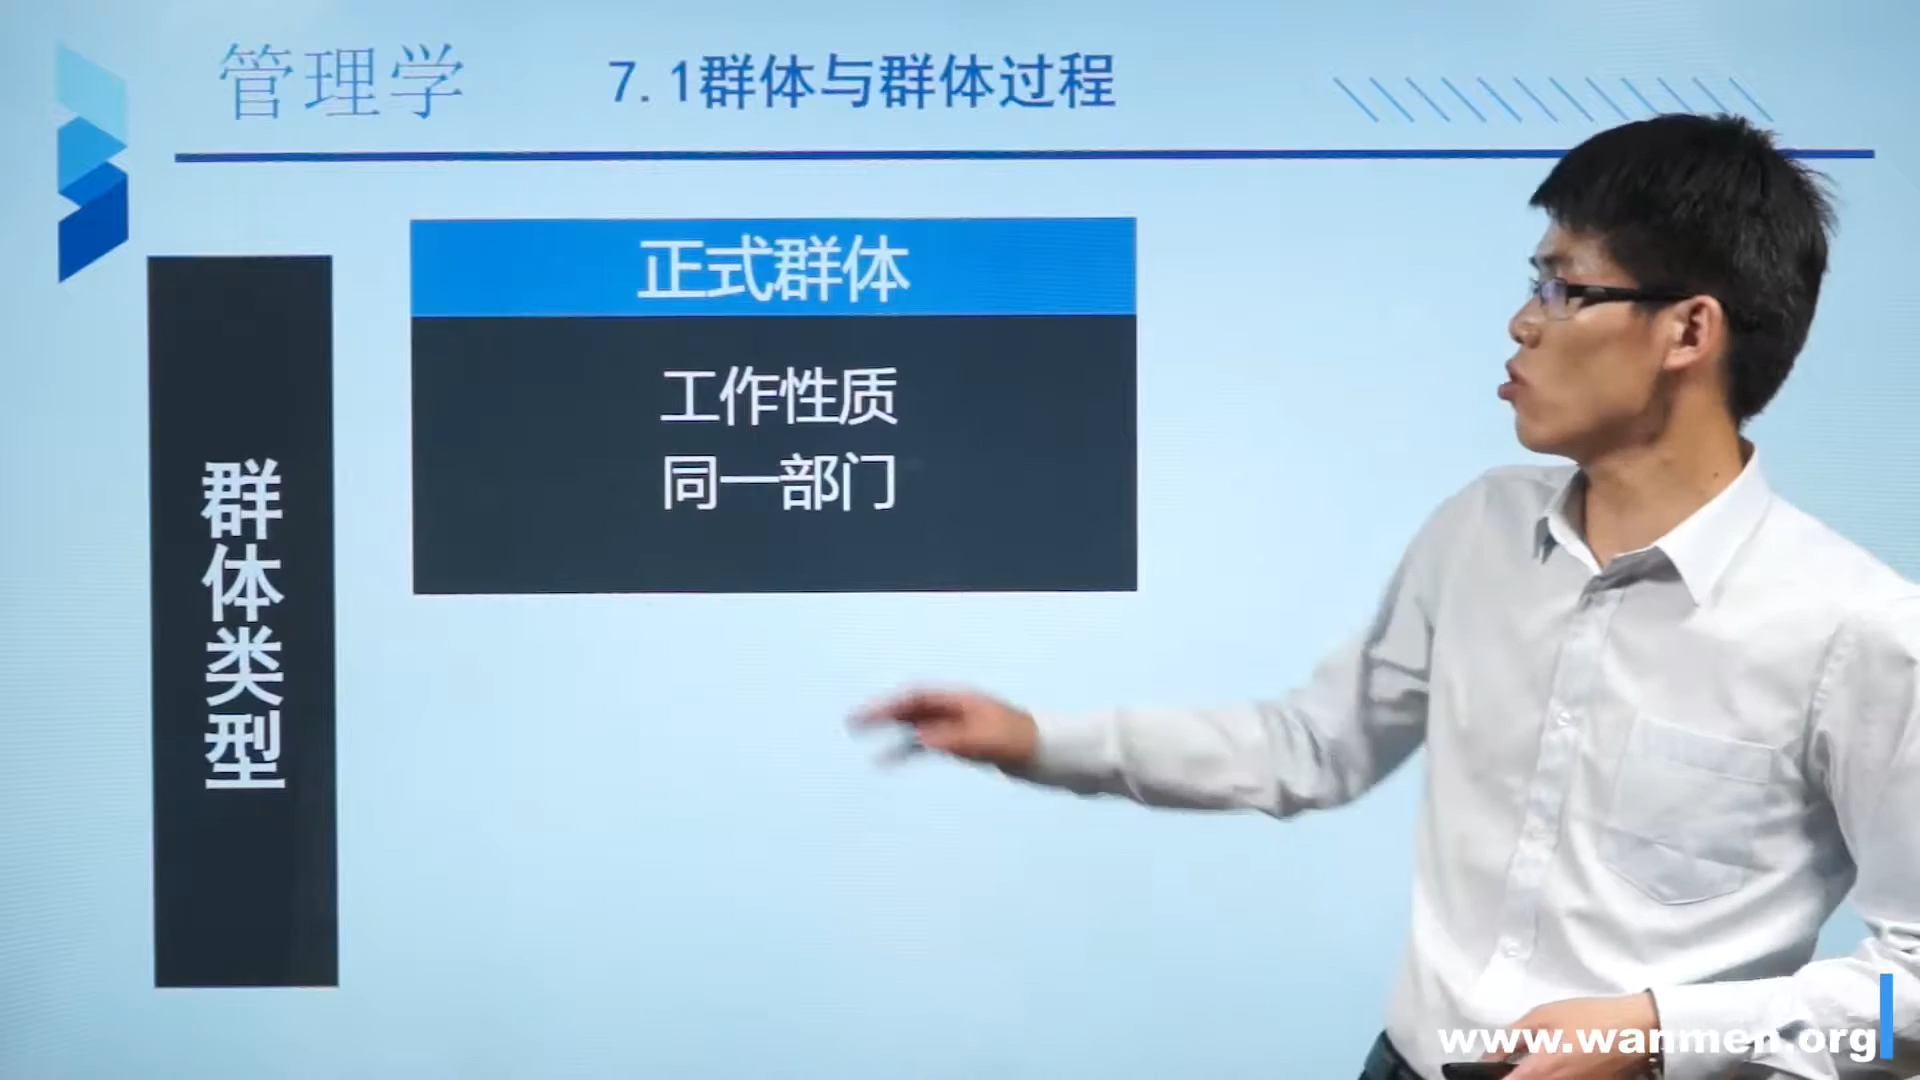 管理学
7.1群体与群体过程
正式群体
工作性质
同一部门
群体类型
www.wanmen.org